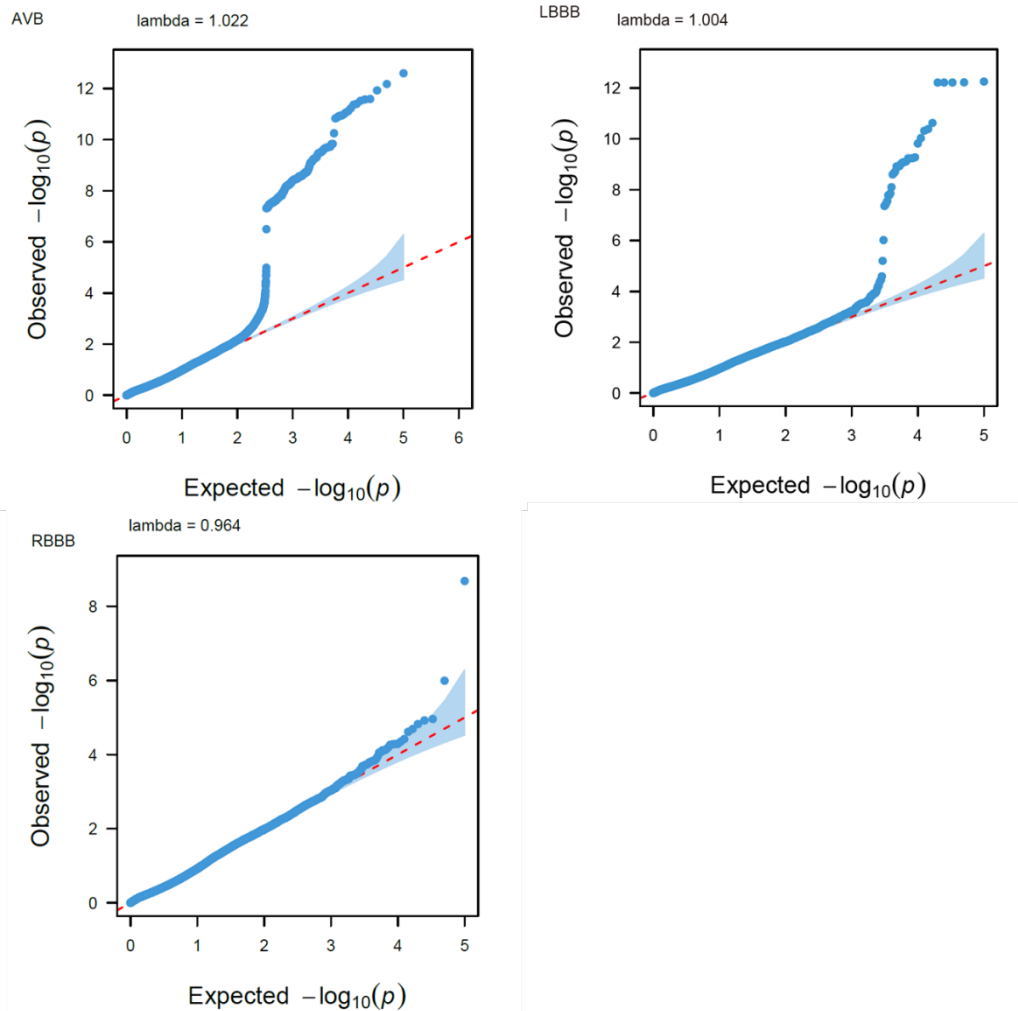 AVB
lambda = 1.022
12
10
8
6
4
2
0
Observed −log10(p)
0 1 2 3 4 5 6
Expected −log10(p)
LBBB
lambda = 1.004
12
10
8
6
4
2
0
Observed −log10(p)
0 1 2 3 4 5
Expected −log10(p)
RBBB
lambda = 0.964
8
6
4
2
0
Observed −log10(p)
0 1 2 3 4 5
Expected −log10(p)